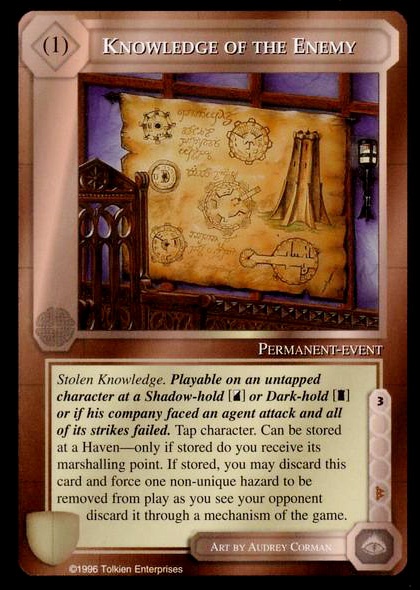 (1)
KNOWLEDGE OF THE ENEMY
PERMANENT-EVENT
Stolen Knowledge. Playable on an untapped
character at a Shadow-hold [] or Dark-hold []
or if his company faced an agent attack and all
of its strikes failed. Tap character. Can be stored
at a Haven—only if stored do you receive its
marshalling point. If stored, you may discard this
card and force one non-unique hazard to be
removed from play as you see your opponent
discard it through a mechanism of the game.
3
ART BY AUDREY CORMAN
©1996 Tolkien Enterprises